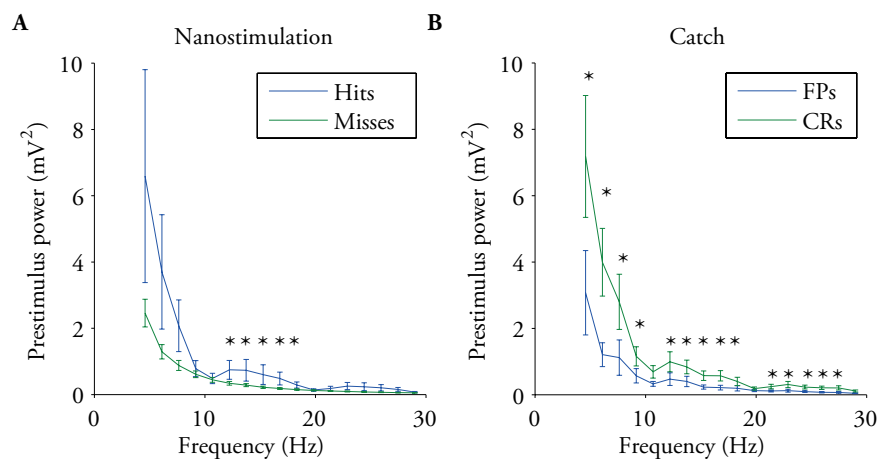 A
Nanostimulation
Prestimulus power (mV²)
10
8
6
4
2
0
Hits
Misses
* * * * *
0 10 20 30
Frequency (Hz)
B
Catch
Prestimulus power (mV²)
10
8
6
4
2
0
FPs
CRs
*
*
*
*
* * * * *
* * * * *
0 10 20 30
Frequency (Hz)